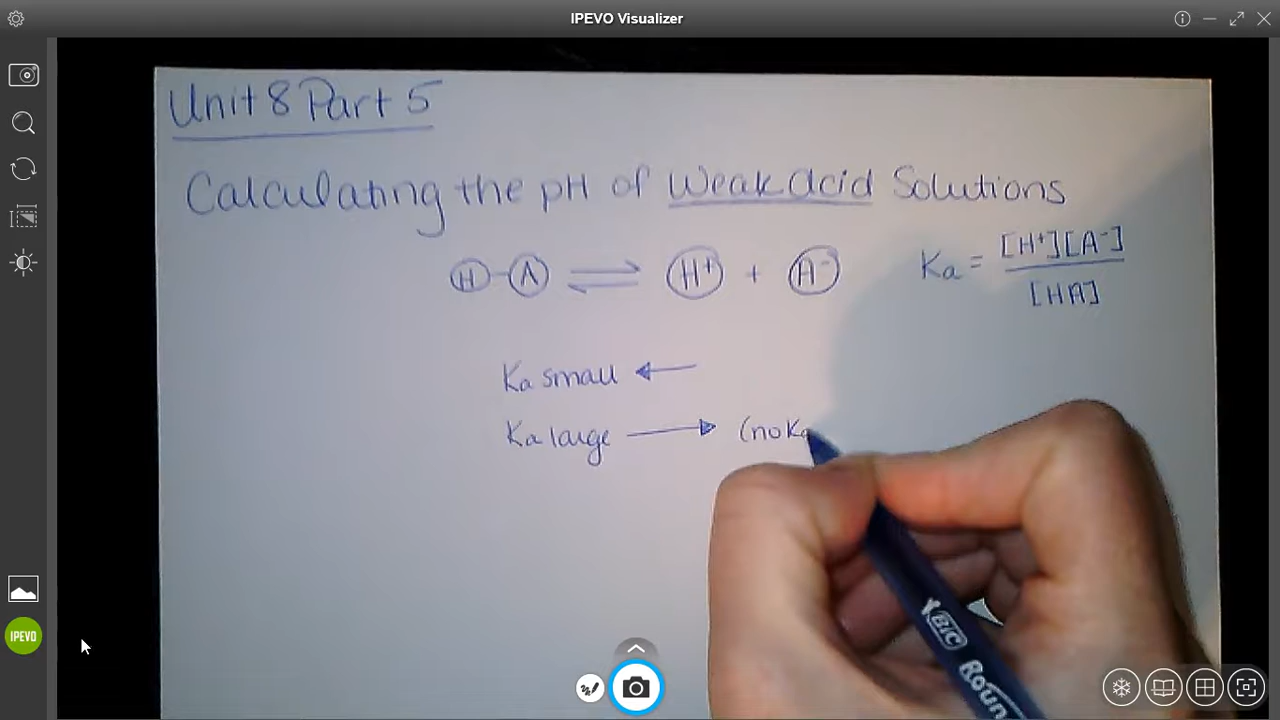 IPEVO Visualizer
Unit 8 Part 5
Calculating the pH of Weak acid Solutions
H-A ⇌ H⁺ + A⁻
Ka = [H⁺][A⁻] / [HA]
Ka small ←
Ka large → (no Ka
BIC Roun
IPEVO